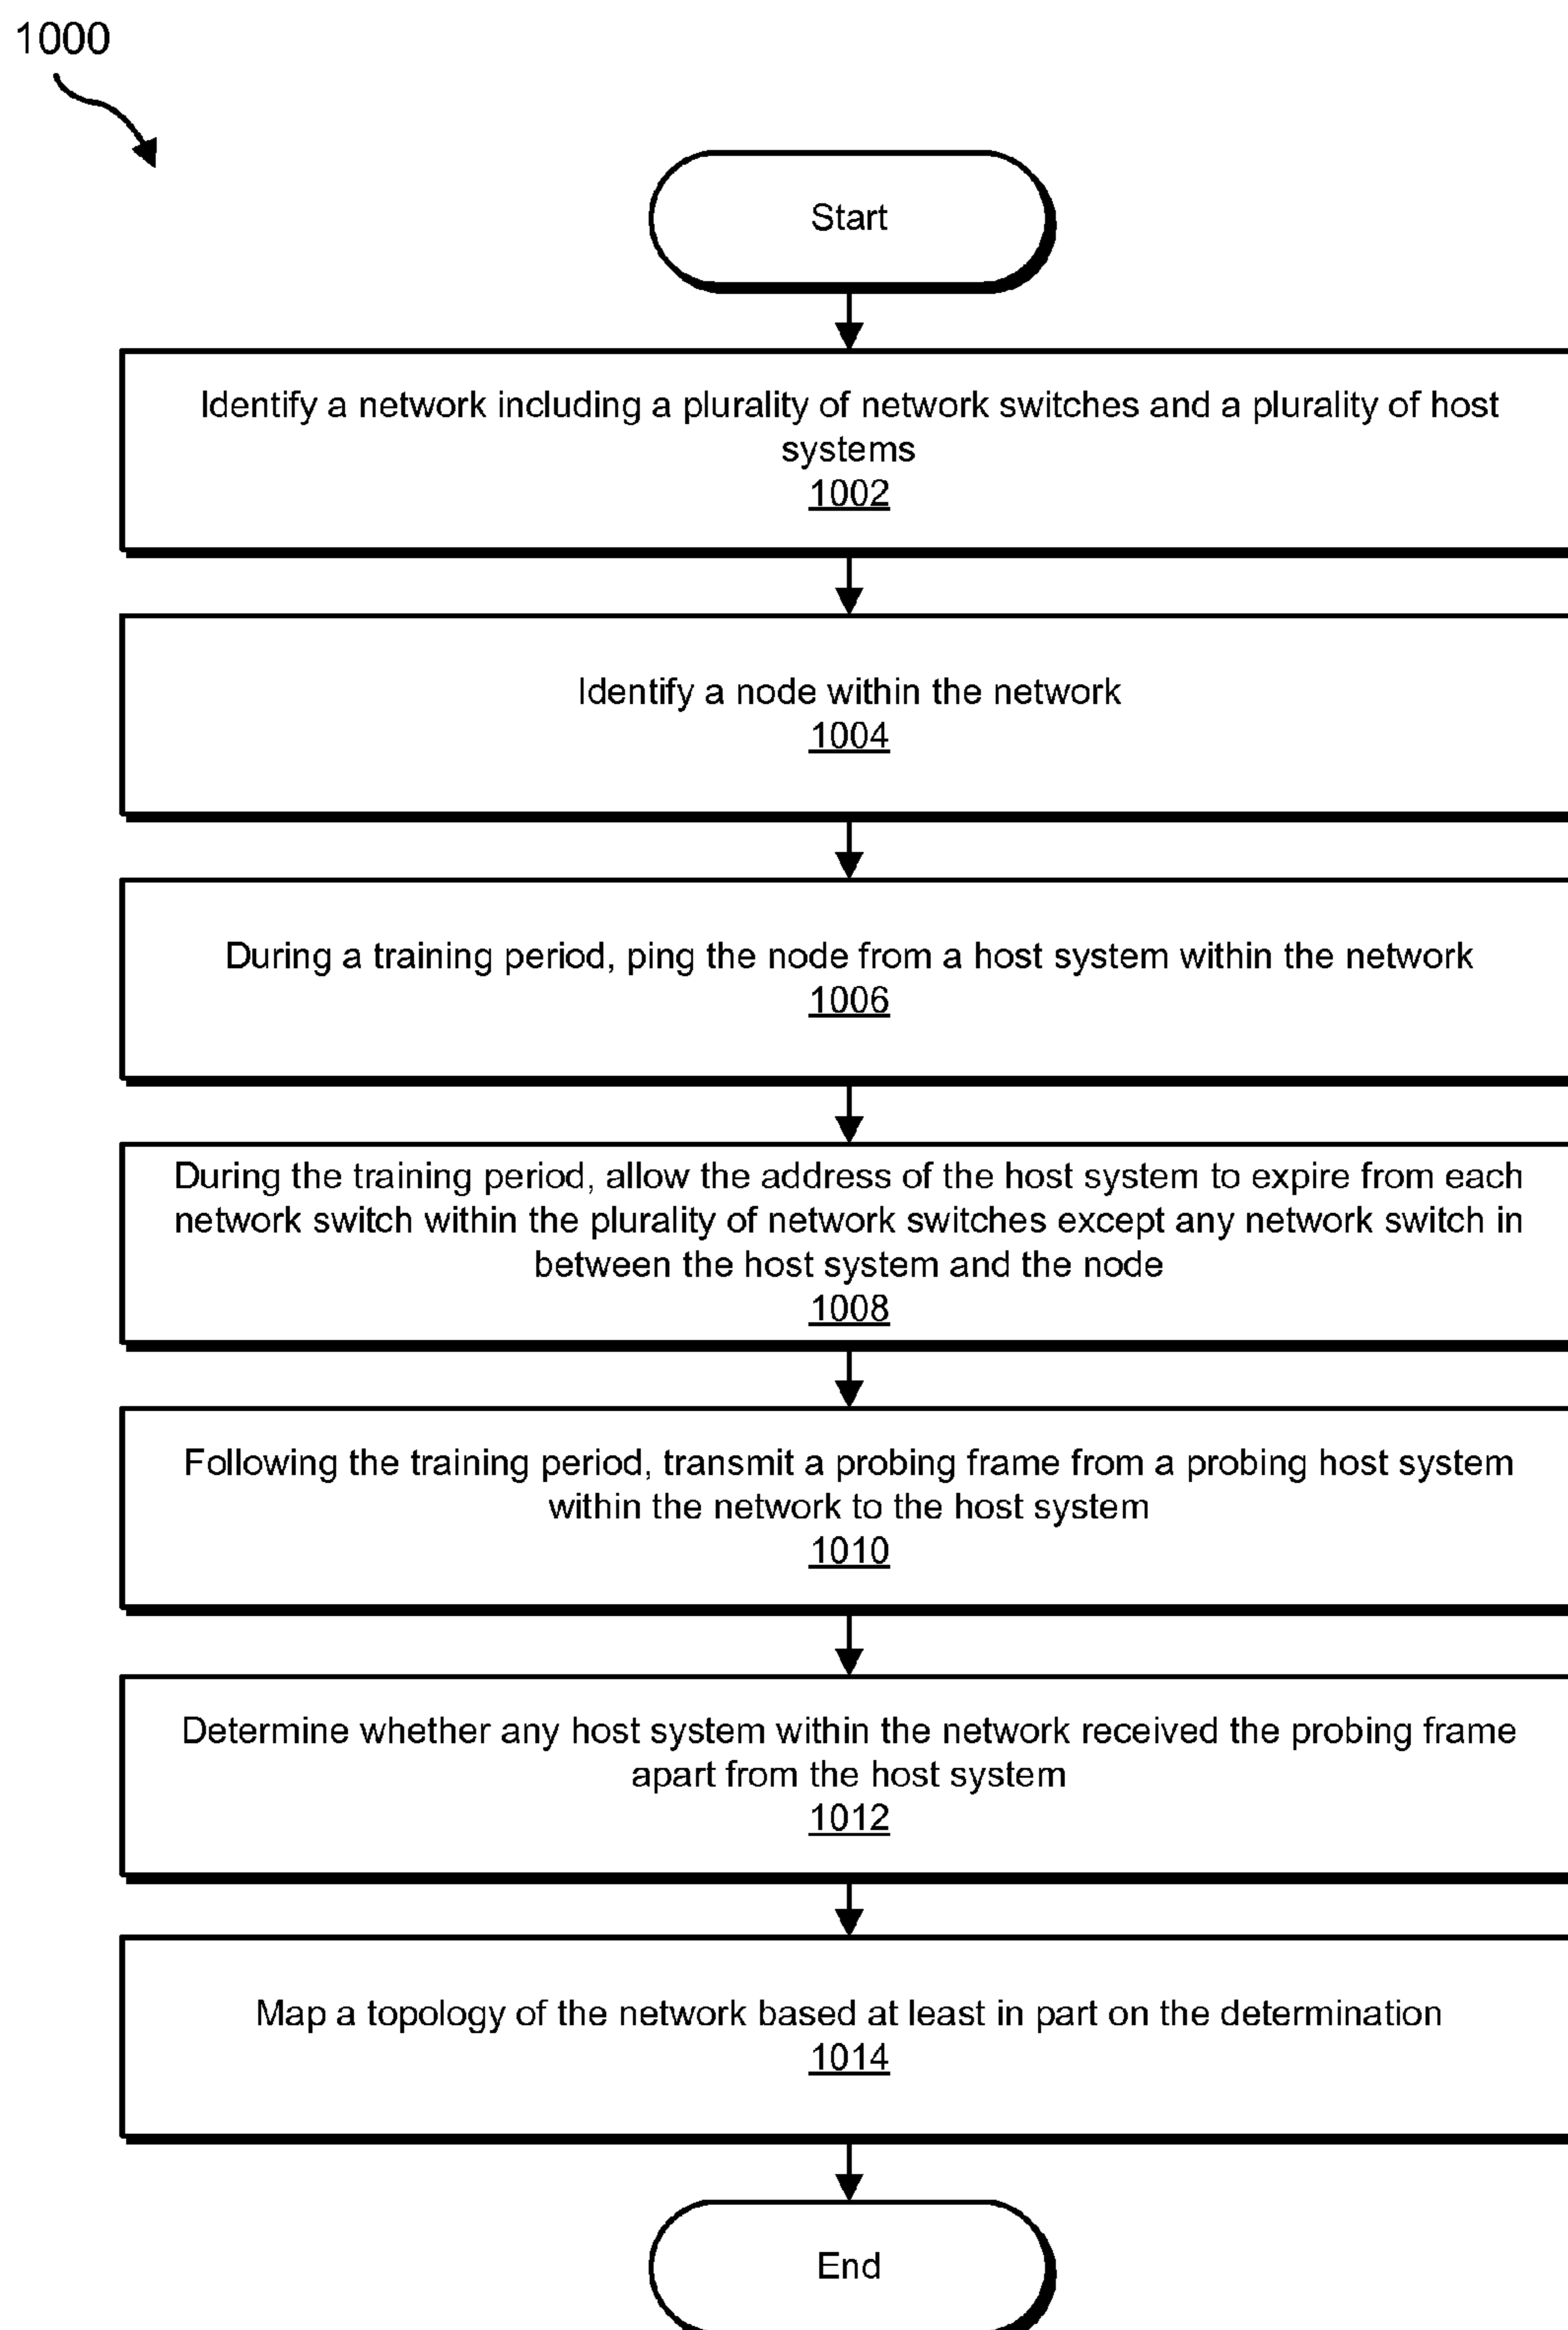 1000
Start
Identify a network including a plurality of network switches and a plurality of host
systems
1002
Identify a node within the network
1004
During a training period, ping the node from a host system within the network
1006
During the training period, allow the address of the host system to expire from each
network switch within the plurality of network switches except any network switch in
between the host system and the node
1008
Following the training period, transmit a probing frame from a probing host system
within the network to the host system
1010
Determine whether any host system within the network received the probing frame
apart from the host system
1012
Map a topology of the network based at least in part on the determination
1014
End